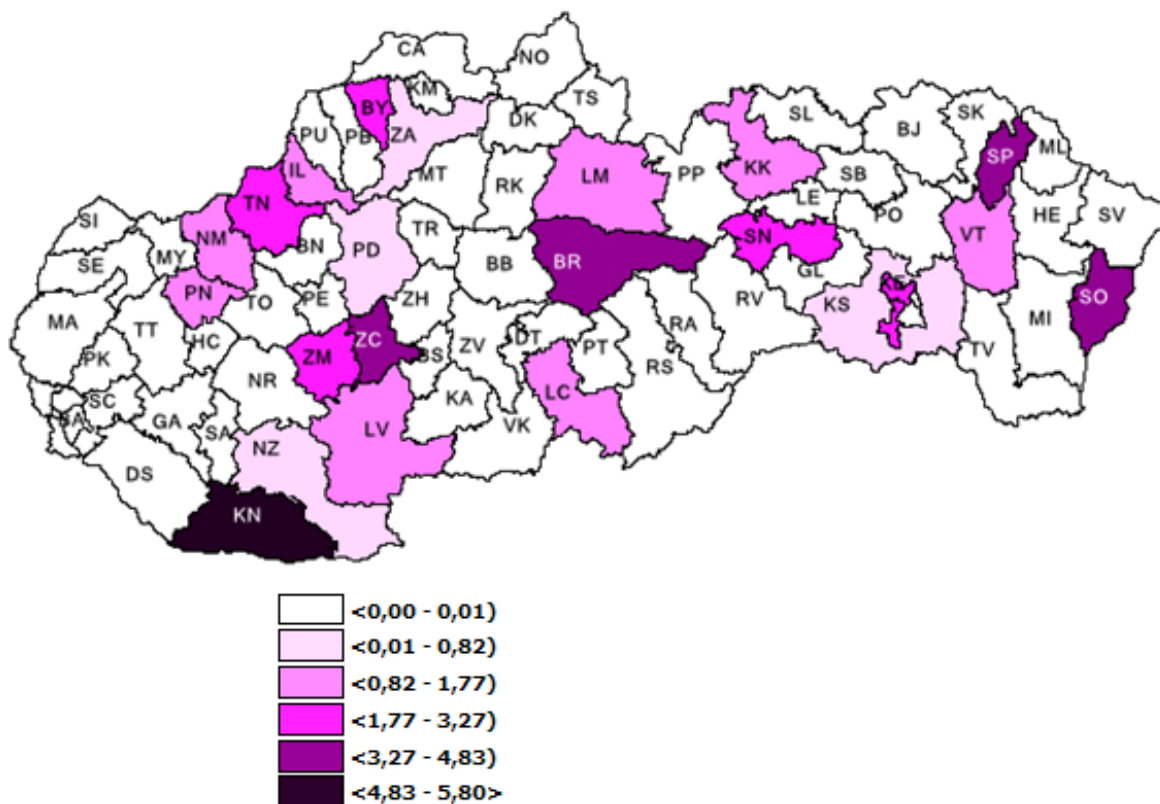 CA
NO
KM
BY
TS
PU
PB
ZA
DK
SL
BJ
SK
ML
SP
IL
MT
RK
LM
PP
KK
SB
LE
PO
HE
SV
TN
SI
NM
BN
PD
TR
BB
BR
SN
VT
MY
SE
GL
PN
TO
PE
ZH
RV
KS
SO
MA
TT
HC
ZC
ZV
DT
PT
RA
MI
PK
ZM
BS
RS
TV
NR
SC
KA
LC
BA
GA
SA
LV
VK
NZ
DS
KN
<0,00 - 0,01)
<0,01 - 0,82)
<0,82 - 1,77)
<1,77 - 3,27)
<3,27 - 4,83)
<4,83 - 5,80>